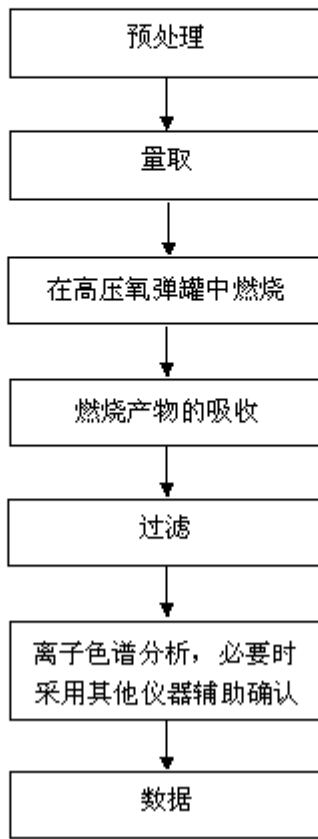 预处理
量取
在高压氧弹罐中燃烧
燃烧产物的吸收
过滤
离子色谱分析，必要时
采用其他仪器辅助确认
数据